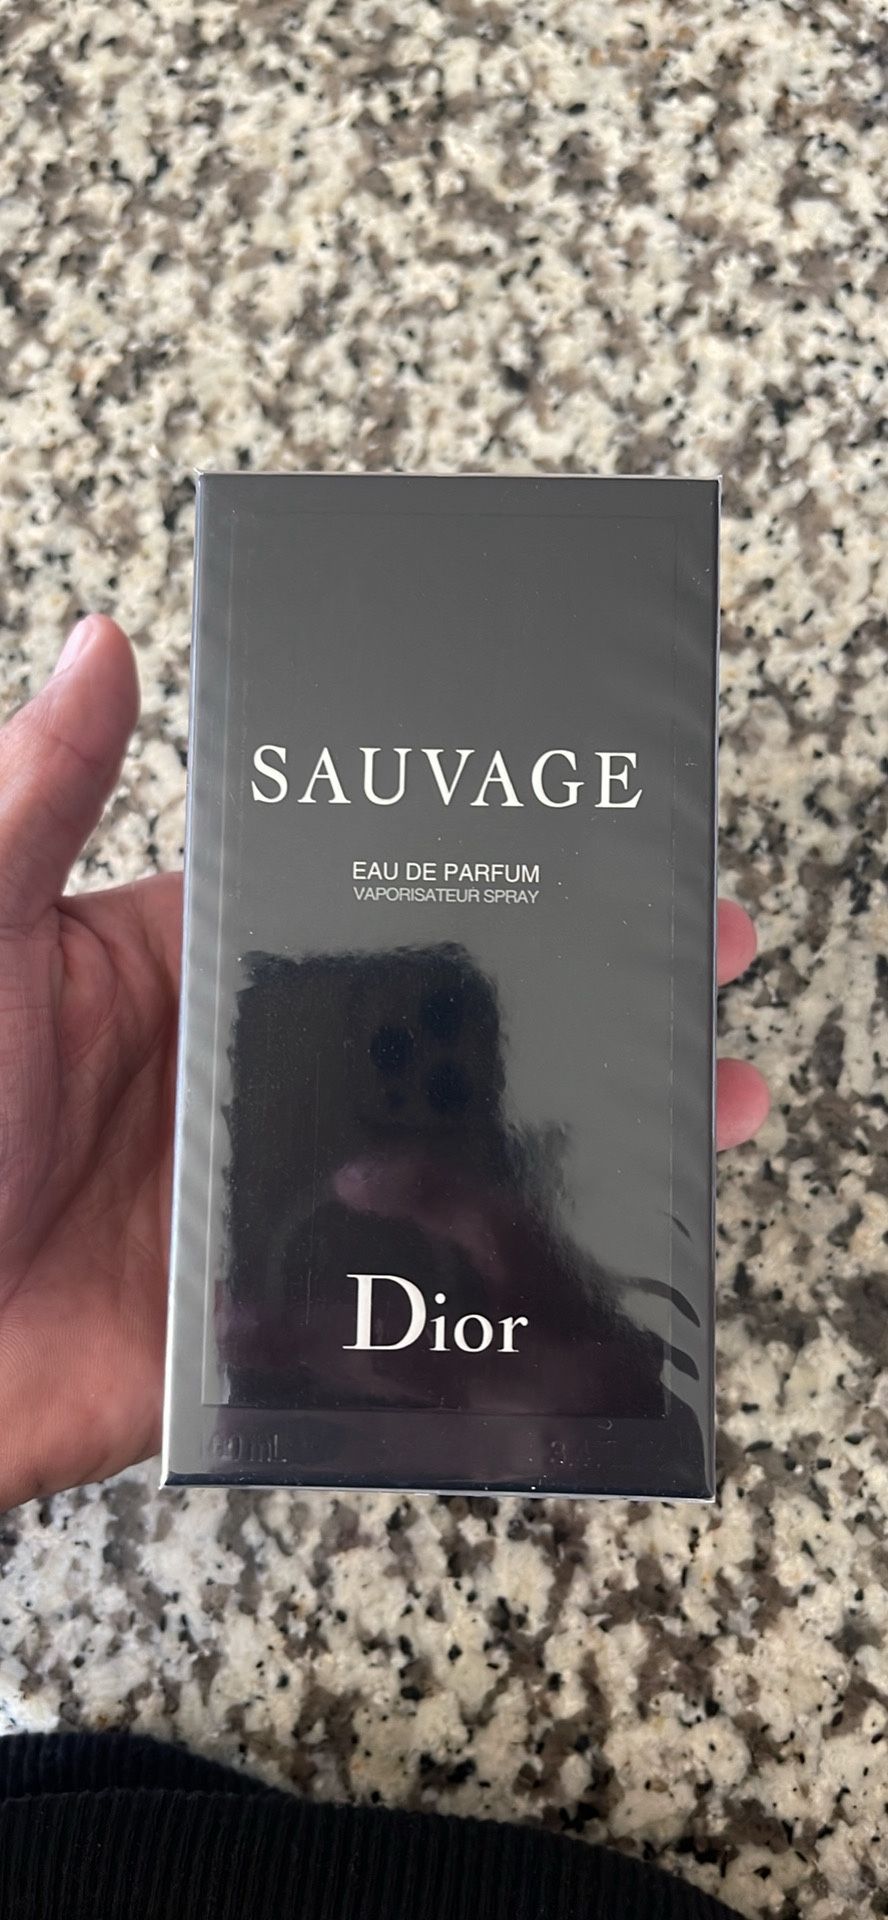 SAUVAGE
EAU DE PARFUM
VAPORISATEUR SPRAY
Dior